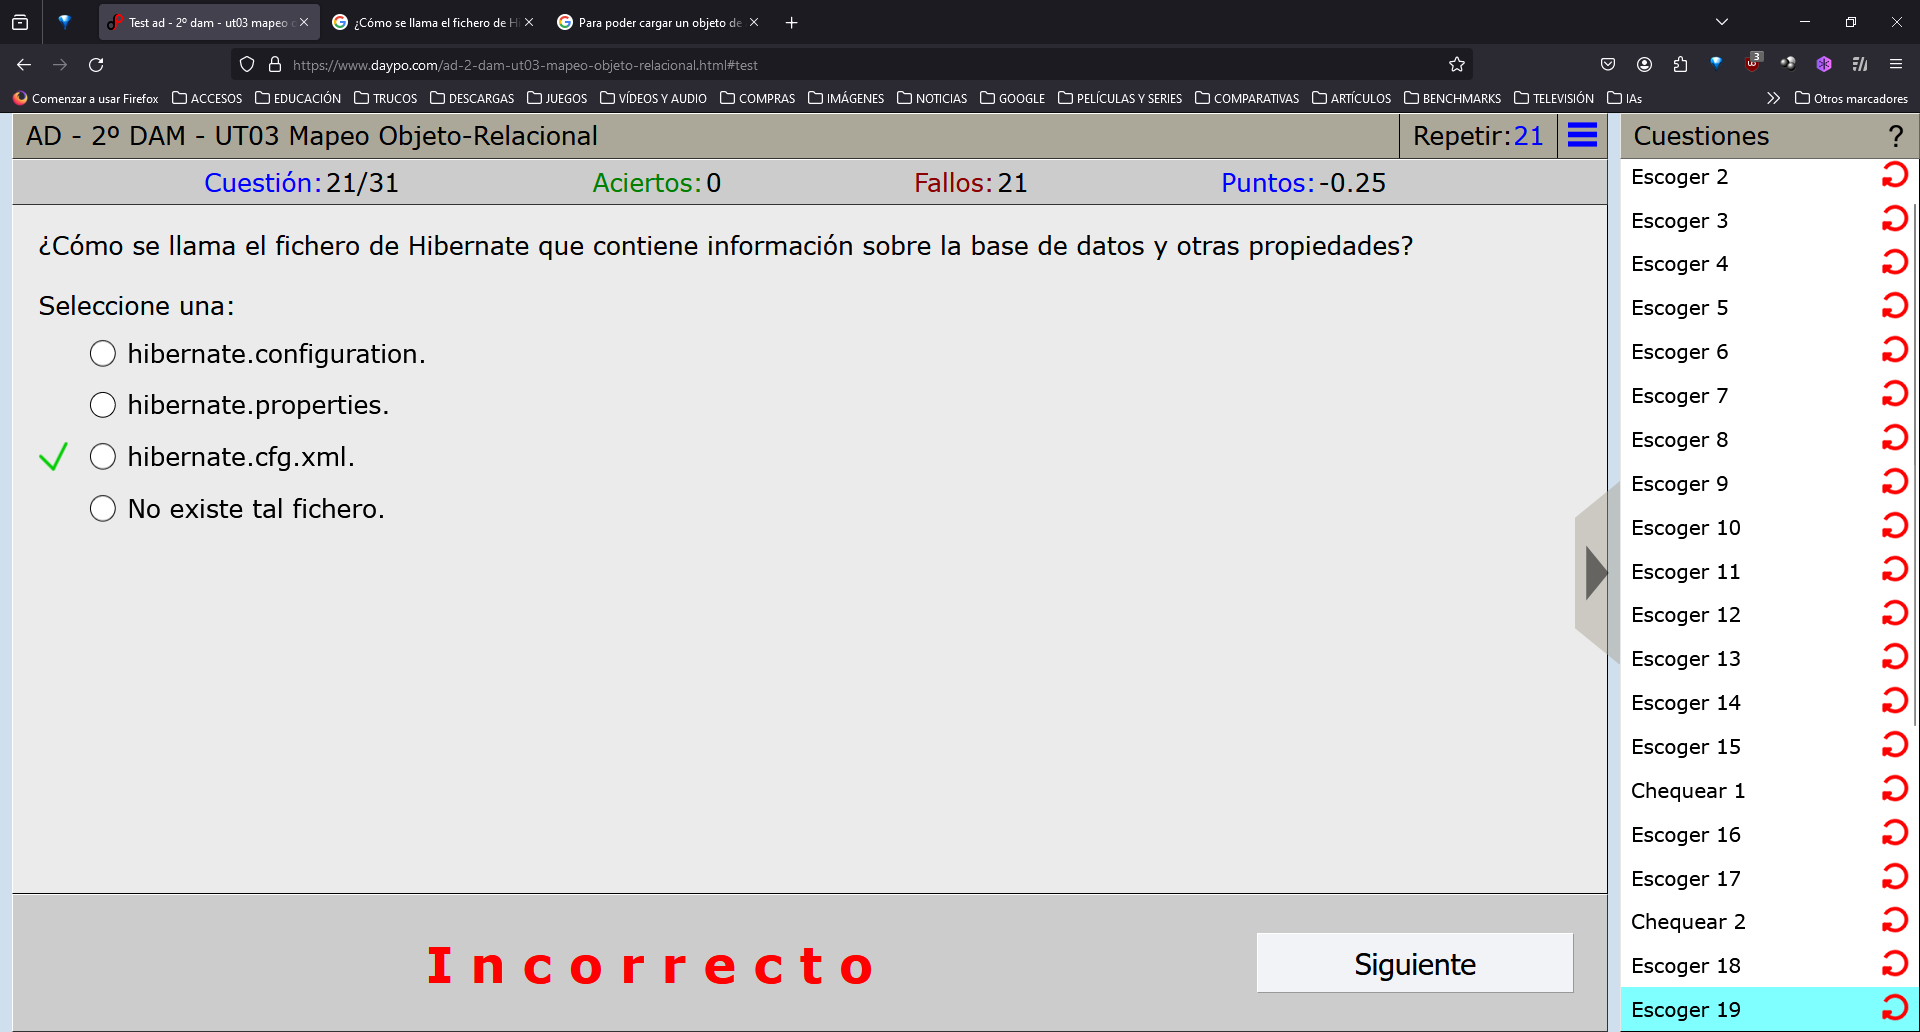 Test ad - 2º dam - ut03 mapeo
¿Cómo se llama el fichero de Hi
Para poder cargar un objeto de
https://www.daypo.com/ad-2-dam-ut03-mapeo-objeto-relacional.html#test
3
Comenzar a usar Firefox
ACCESOS
EDUCACIÓN
TRUCOS
DESCARGAS
JUEGOS
VÍDEOS Y AUDIO
COMPRAS
IMÁGENES
NOTICIAS
GOOGLE
PELÍCULAS Y SERIES
COMPARATIVAS
ARTÍCULOS
BENCHMARKS
TELEVISIÓN
IAs
Otros marcadores
AD - 2º DAM - UT03 Mapeo Objeto-Relacional
Repetir:21
Cuestión:21/31
Aciertos:0
Fallos:21
Puntos:-0.25
¿Cómo se llama el fichero de Hibernate que contiene información sobre la base de datos y otras propiedades?
Seleccione una:
hibernate.configuration.
hibernate.properties.
hibernate.cfg.xml.
No existe tal fichero.
Incorrecto
Siguiente
Cuestiones
?
Escoger 2
Escoger 3
Escoger 4
Escoger 5
Escoger 6
Escoger 7
Escoger 8
Escoger 9
Escoger 10
Escoger 11
Escoger 12
Escoger 13
Escoger 14
Escoger 15
Chequear 1
Escoger 16
Escoger 17
Chequear 2
Escoger 18
Escoger 19